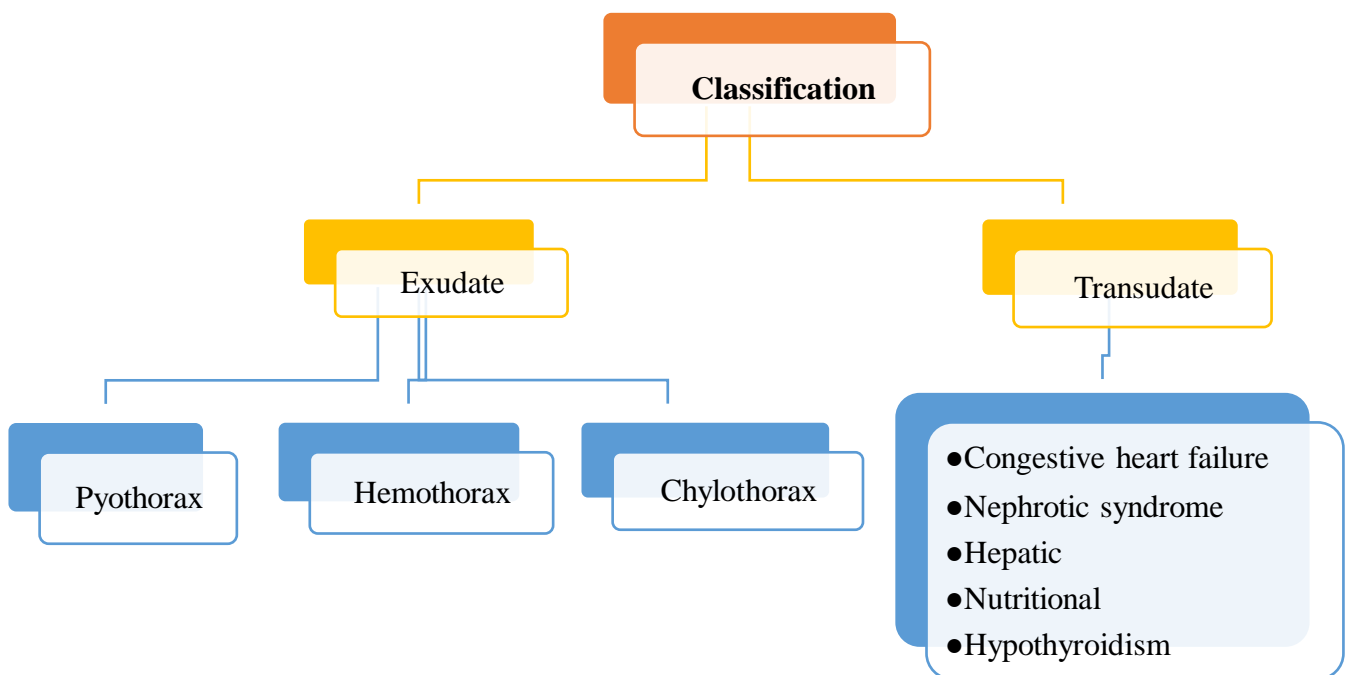 Classification
Exudate
Transudate
Pyothorax
Hemothorax
Chylothorax
●Congestive heart failure
●Nephrotic syndrome
●Hepatic
●Nutritional
●Hypothyroidism